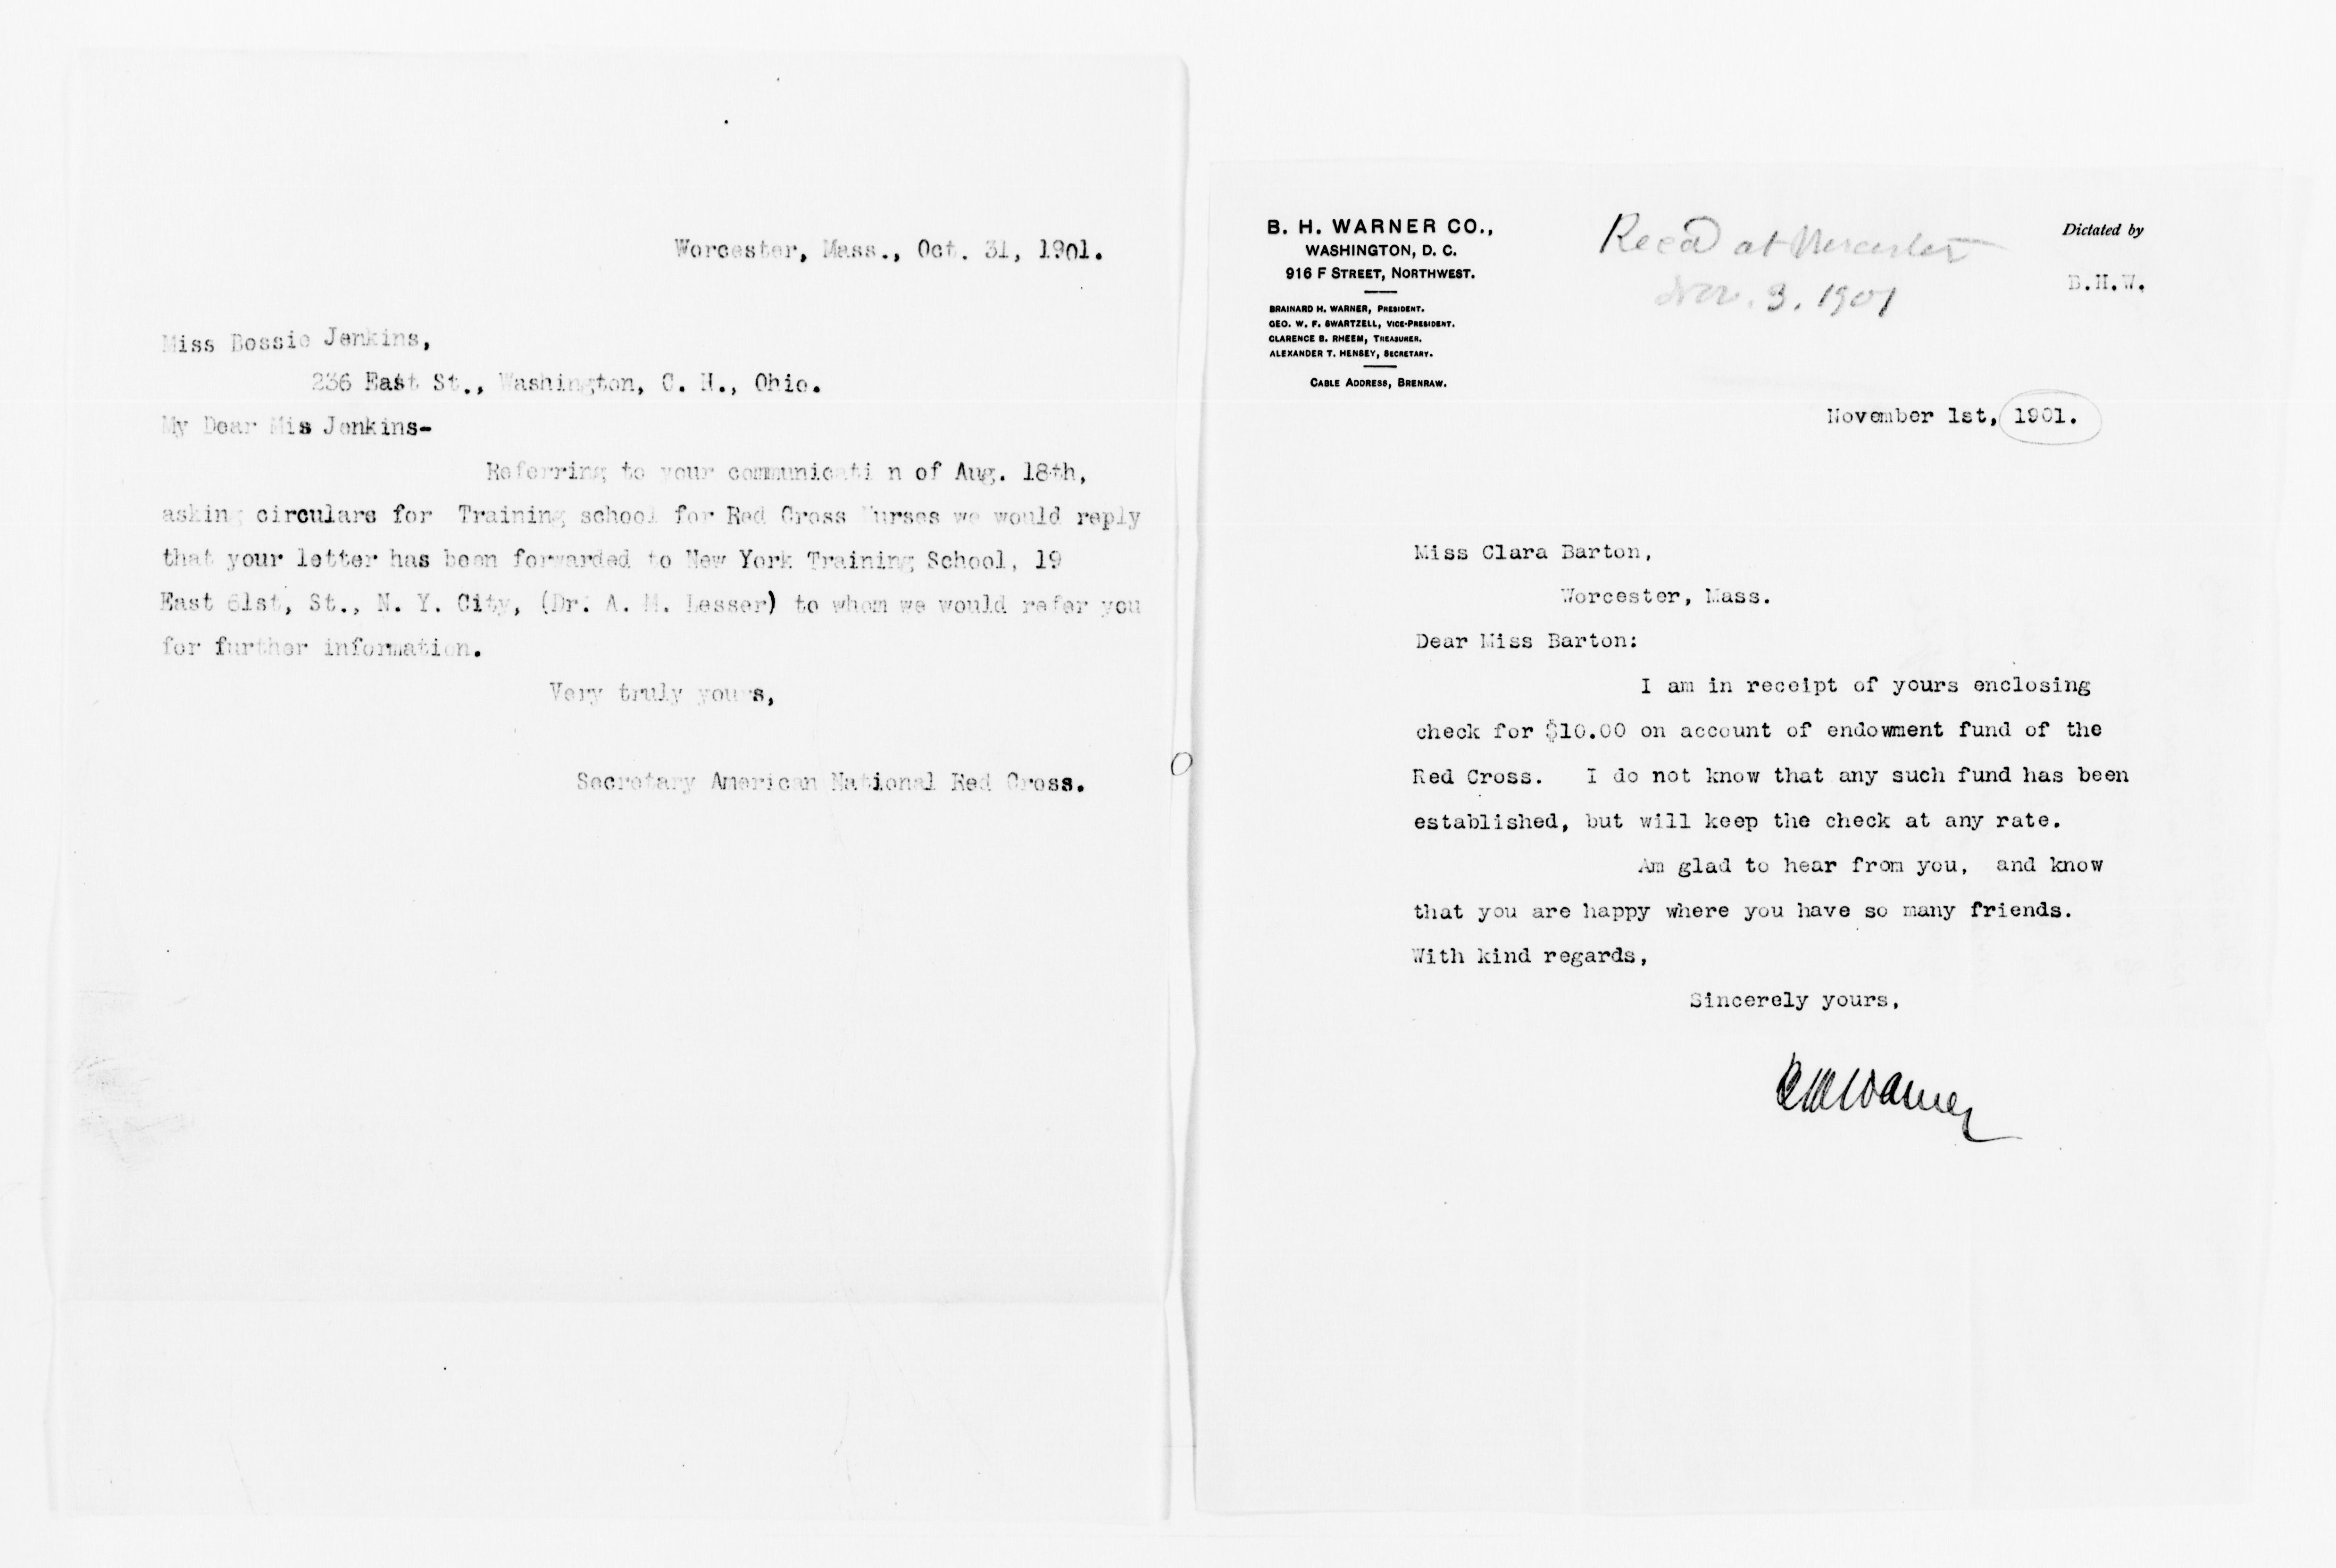 Worcester, Mass., Oct. 31, 1901.
Miss Bessie Jenkins,
236 East St., Washington, C. H., Ohio.
My Dear Mis Jenkins-
Referring to your communicati n of Aug. 18th,
asking circulars for Training school for Red Cross Nurses we would reply
that your letter has been forwarded to New York Training School, 19
East 61st, St., N. Y. City, (Dr. A. M. Lesser) to whom we would refer you
for further information.
Very truly yours,
Secretary American National Red Cross.
B. H. WARNER CO.,
WASHINGTON, D. C.
916 F STREET, NORTHWEST.
BRAINARD H. WARNER, PRESIDENT.
GEO. W. F. SWARTZELL, VICE-PRESIDENT.
CLARENCE B. RHEEM, TREASURER.
ALEXANDER T. HENSEY, SECRETARY.
CABLE ADDRESS, BRENRAW.
Recd at Worcester
Nov. 3. 1901
Dictated by
B.H.W.
November 1st, 1901.
Miss Clara Barton,
Worcester, Mass.
Dear Miss Barton:
I am in receipt of yours enclosing
check for $10.00 on account of endowment fund of the
Red Cross. I do not know that any such fund has been
established, but will keep the check at any rate.
Am glad to hear from you, and know
that you are happy where you have so many friends.
With kind regards,
Sincerely yours,
B H Warner